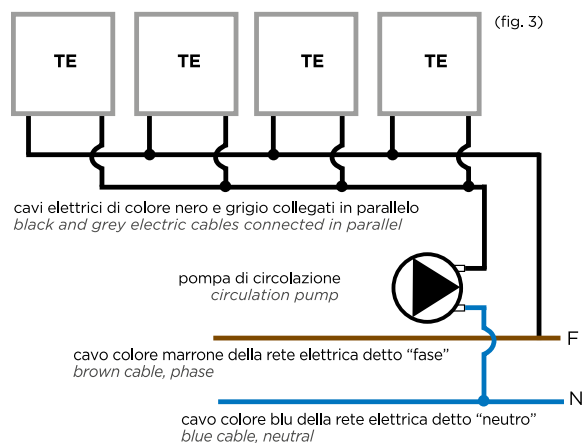 (fig. 3)
TE TE TE TE
cavi elettrici di colore nero e grigio collegati in parallelo
black and grey electric cables connected in parallel
pompa di circolazione
circulation pump
F
cavo colore marrone della rete elettrica detto “fase”
brown cable, phase
N
cavo colore blu della rete elettrica detto “neutro”
blue cable, neutral